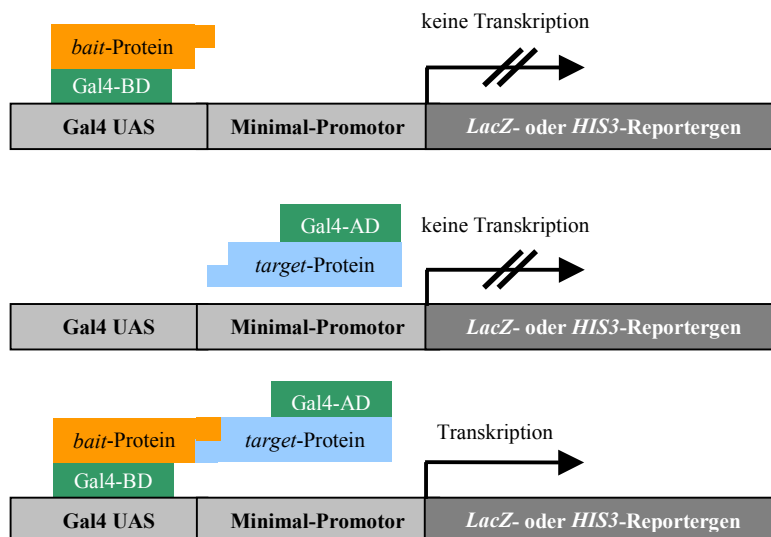 keine Transkription
bait-Protein
Gal4-BD
Gal4 UAS
Minimal-Promotor
LacZ- oder HIS3-Reportergen
Gal4-AD
keine Transkription
target-Protein
Gal4 UAS
Minimal-Promotor
LacZ- oder HIS3-Reportergen
Gal4-AD
bait-Protein
target-Protein
Transkription
Gal4-BD
Gal4 UAS
Minimal-Promotor
LacZ- oder HIS3-Reportergen